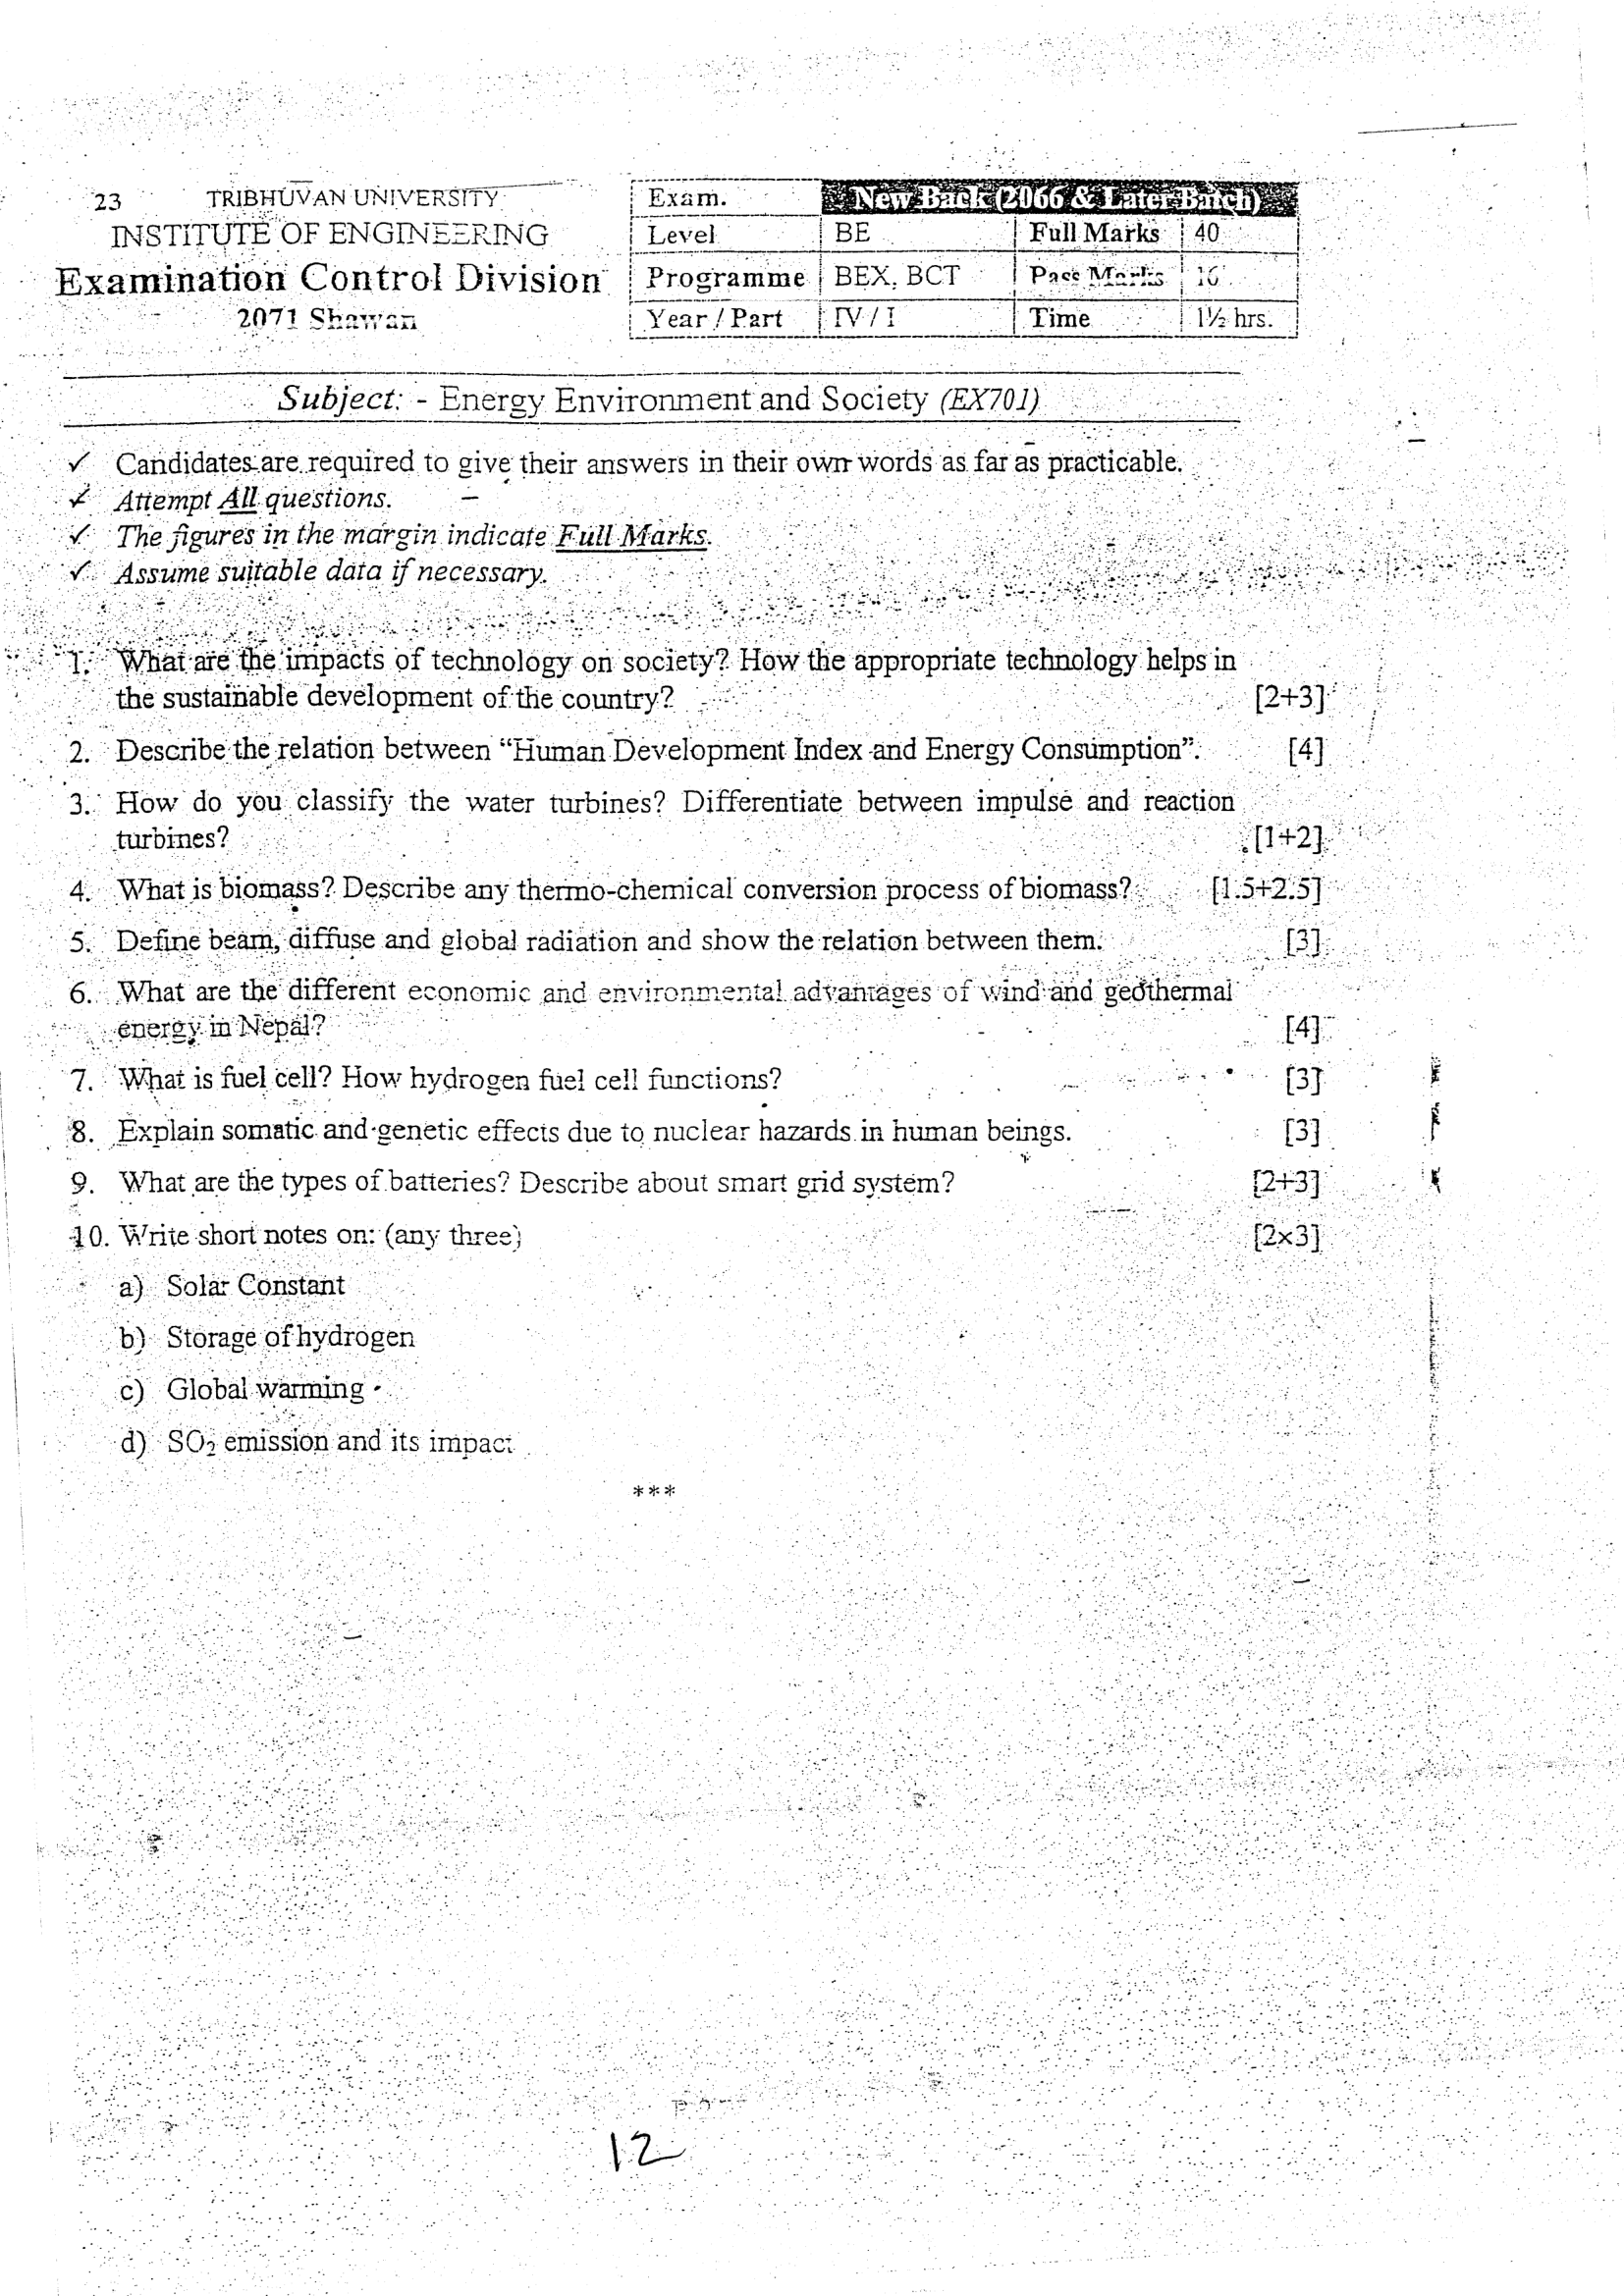 23 TRIBHUVAN UNIVERSITY
INSTITUTE OF ENGINEERING
Examination Control Division
2071 Shawan
Exam. New Back (2066 & Later Batch)
Level BE Full Marks 40
Programme BEX, BCT Pass Marks 16
Year / Part IV / I Time 1½ hrs.
Subject: - Energy Environment and Society (EX701)
✓ Candidates are required to give their answers in their own words as far as practicable.
✓ Attempt All questions.
✓ The figures in the margin indicate Full Marks.
✓ Assume suitable data if necessary.
1. What are the impacts of technology on society? How the appropriate technology helps in
the sustainable development of the country? [2+3]
2. Describe the relation between “Human Development Index and Energy Consumption”. [4]
3. How do you classify the water turbines? Differentiate between impulse and reaction
turbines? [1+2]
4. What is biomass? Describe any thermo-chemical conversion process of biomass? [1.5+2.5]
5. Define beam, diffuse and global radiation and show the relation between them. [3]
6. What are the different economic and environmental advantages of wind and geothermal
energy in Nepal? [4]
7. What is fuel cell? How hydrogen fuel cell functions? [3]
8. Explain somatic and genetic effects due to nuclear hazards in human beings. [3]
9. What are the types of batteries? Describe about smart grid system? [2+3]
10. Write short notes on: (any three) [2×3]
a) Solar Constant
b) Storage of hydrogen
c) Global warming
d) SO₂ emission and its impact
***
12